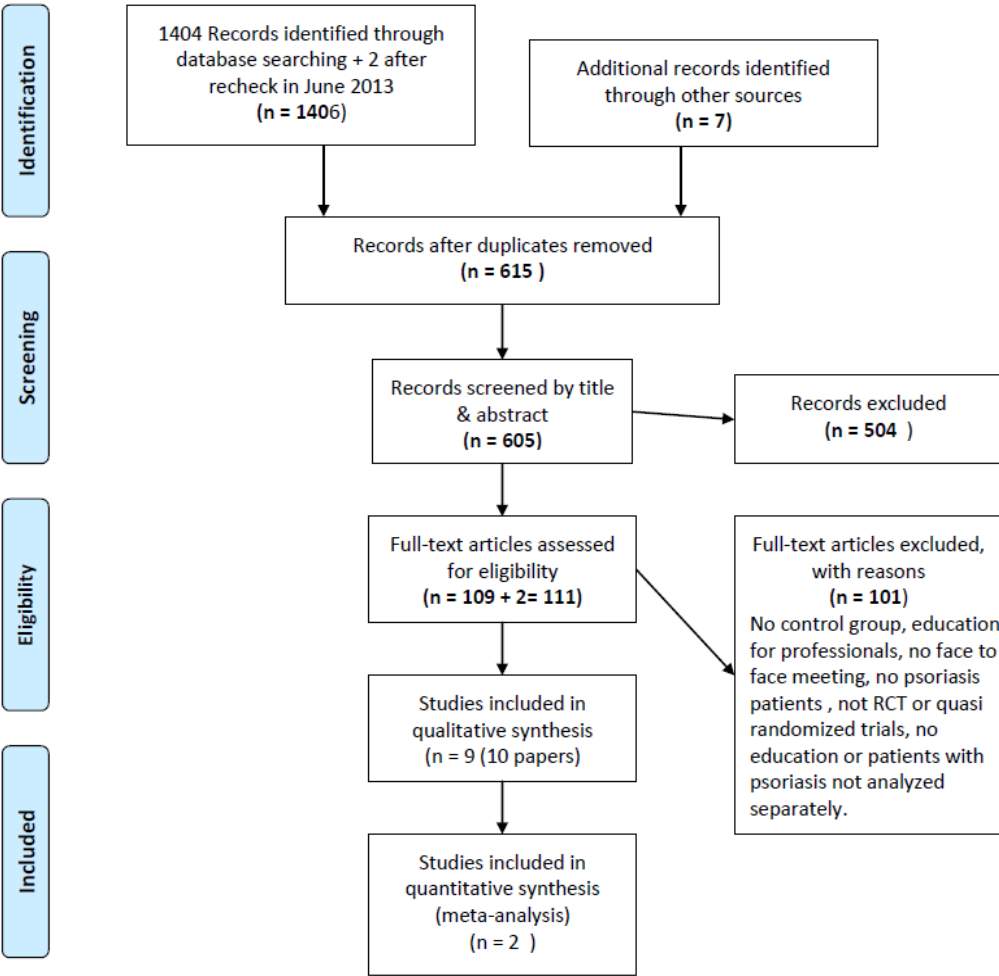 Identification
1404 Records identified through
database searching + 2 after
recheck in June 2013
(n = 1406)
Additional records identified
through other sources
(n = 7)
Screening
Records after duplicates removed
(n = 615 )
Records screened by title
& abstract
(n = 605)
Records excluded
(n = 504 )
Eligibility
Full-text articles assessed
for eligibility
(n = 109 + 2= 111)
Full-text articles excluded,
with reasons
(n = 101)
No control group, education
for professionals, no face to
face meeting, no psoriasis
patients , not RCT or quasi
randomized trials, no
education or patients with
psoriasis not analyzed
separately.
Studies included in
qualitative synthesis
(n = 9 (10 papers)
Included
Studies included in
quantitative synthesis
(meta-analysis)
(n = 2 )